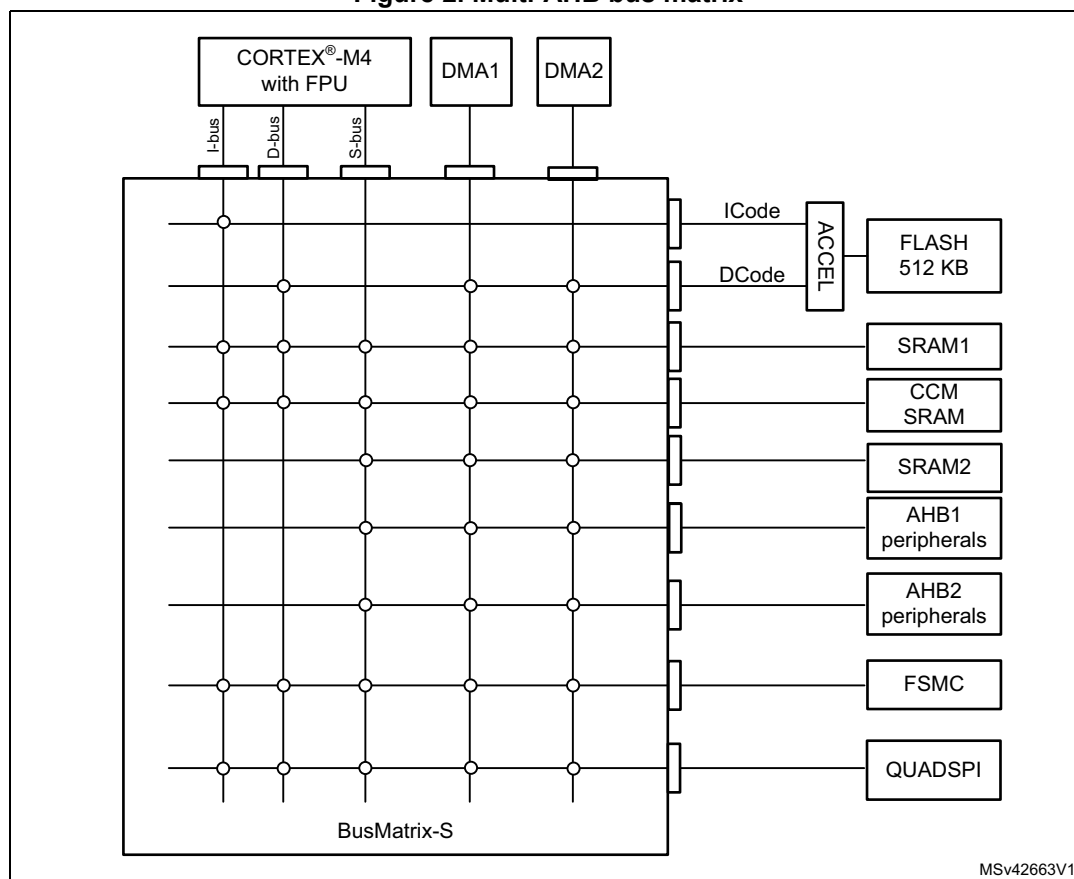 Figure 2. Multi-AHB bus matrix
CORTEX®-M4
with FPU
DMA1
DMA2
I-bus
D-bus
S-bus
ICode
DCode
ACCEL
FLASH
512 KB
SRAM1
CCM
SRAM
SRAM2
AHB1
peripherals
AHB2
peripherals
FSMC
QUADSPI
BusMatrix-S
MSv42663V1